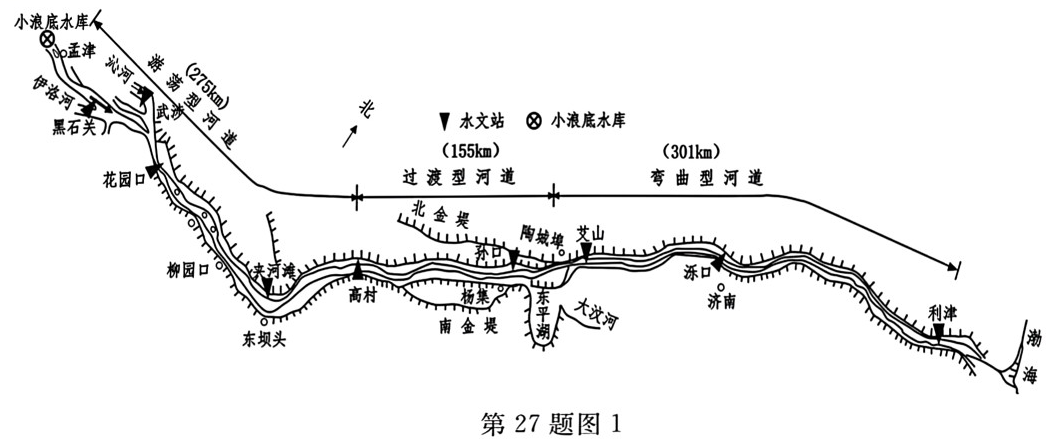 小浪底水库
孟津
沁河
伊洛河
武陟
黑石关
游荡型河道
(275km)
北
水文站
小浪底水库
(155km)
过渡型河道
(301km)
弯曲型河道
花园口
柳园口
夹河滩
东坝头
高村
北金堤
孙口
陶城埠
艾山
杨集
南金堤
东平湖
大汶河
泺口
济南
利津
渤海
第27题图1